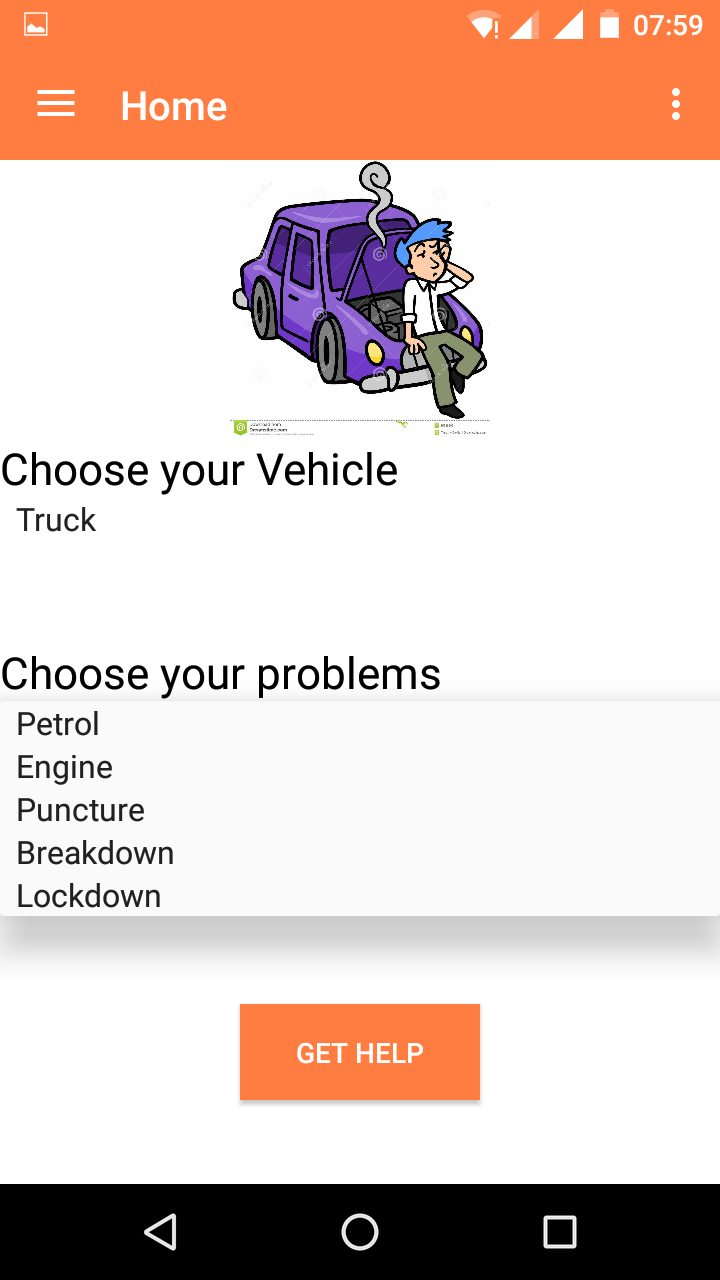 07:59
Home
Choose your Vehicle
Truck
Choose your problems
Petrol
Engine
Puncture
Breakdown
Lockdown
GET HELP